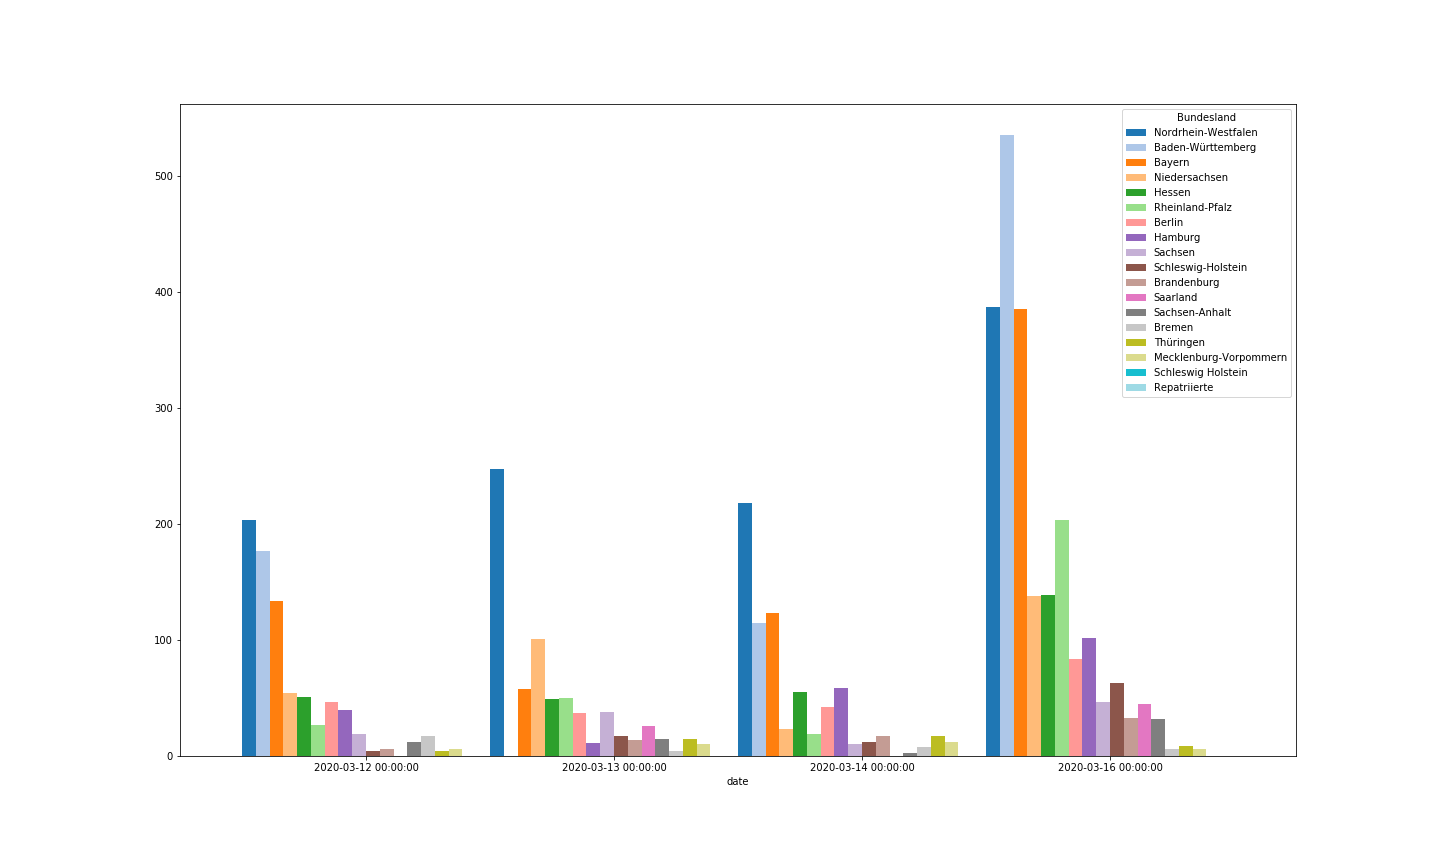 Bundesland
Nordrhein-Westfalen
Baden-Württemberg
Bayern
Niedersachsen
Hessen
Rheinland-Pfalz
Berlin
Hamburg
Sachsen
Schleswig-Holstein
Brandenburg
Saarland
Sachsen-Anhalt
Bremen
Thüringen
Mecklenburg-Vorpommern
Schleswig Holstein
Repatriierte
500
400
300
200
100
0
2020-03-12 00:00:00 2020-03-13 00:00:00 2020-03-14 00:00:00 2020-03-16 00:00:00
date